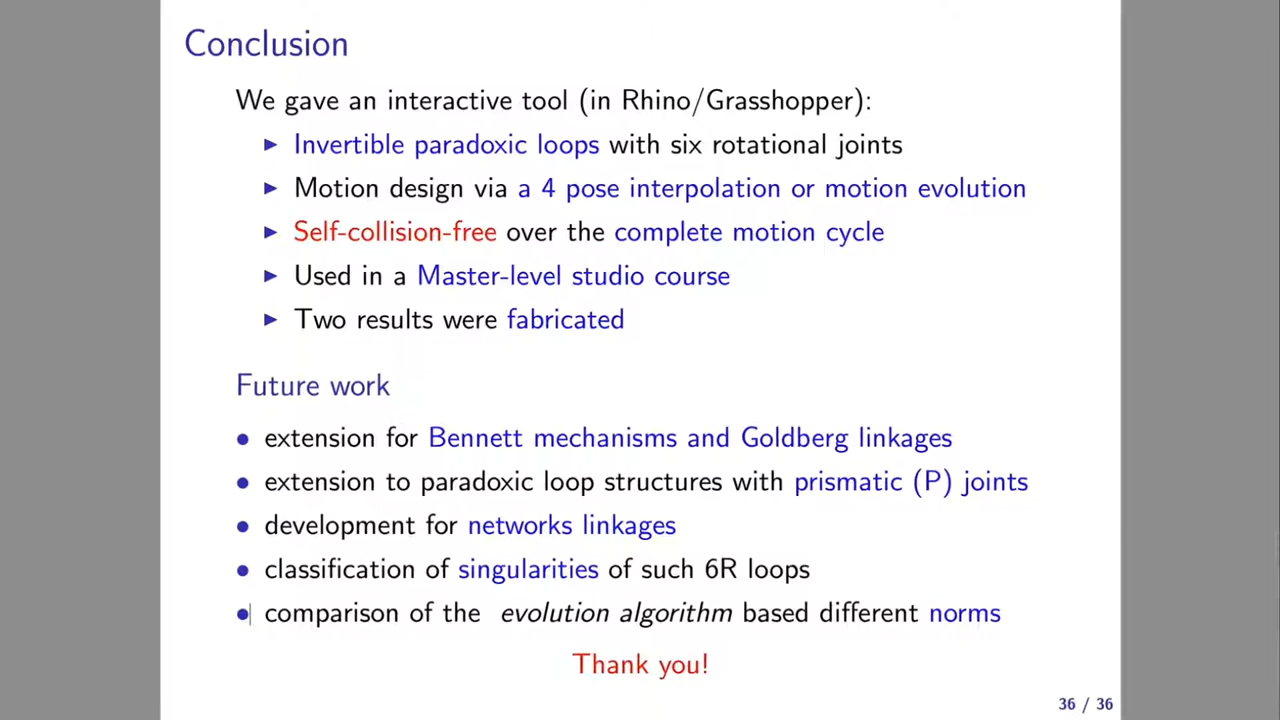 Conclusion
We gave an interactive tool (in Rhino/Grasshopper):
▶ Invertible paradoxic loops with six rotational joints
▶ Motion design via a 4 pose interpolation or motion evolution
▶ Self-collision-free over the complete motion cycle
▶ Used in a Master-level studio course
▶ Two results were fabricated
Future work
• extension for Bennett mechanisms and Goldberg linkages
• extension to paradoxic loop structures with prismatic (P) joints
• development for networks linkages
• classification of singularities of such 6R loops
• comparison of the evolution algorithm based different norms
Thank you!
36 / 36